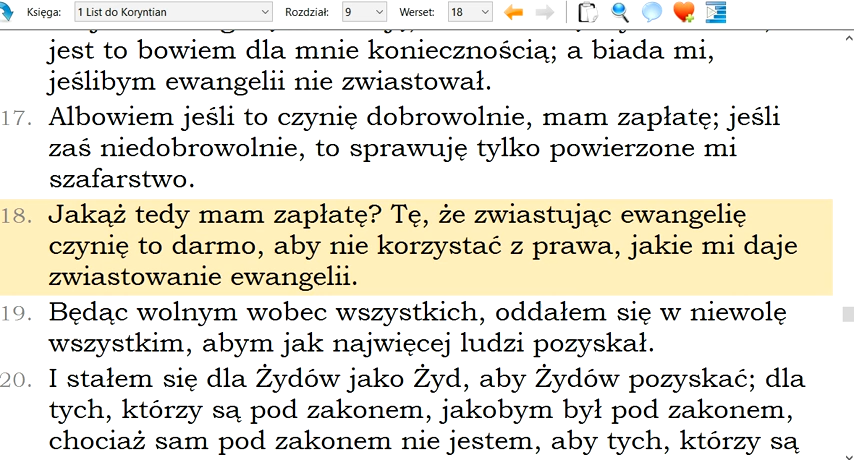 Księga: 1 List do Koryntian Rozdział: 9 Werset: 18
jest to bowiem dla mnie koniecznością; a biada mi,
jeślibym ewangelii nie zwiastował.
17. Albowiem jeśli to czynię dobrowolnie, mam zapłatę; jeśli
zaś niedobrowolnie, to sprawuję tylko powierzone mi
szafarstwo.
18. Jakąż tedy mam zapłatę? Tę, że zwiastując ewangelię
czynię to darmo, aby nie korzystać z prawa, jakie mi daje
zwiastowanie ewangelii.
19. Będąc wolnym wobec wszystkich, oddałem się w niewolę
wszystkim, abym jak najwięcej ludzi pozyskał.
20. I stałem się dla Żydów jako Żyd, aby Żydów pozyskać; dla
tych, którzy są pod zakonem, jakobym był pod zakonem,
chociaż sam pod zakonem nie jestem, aby tych, którzy są